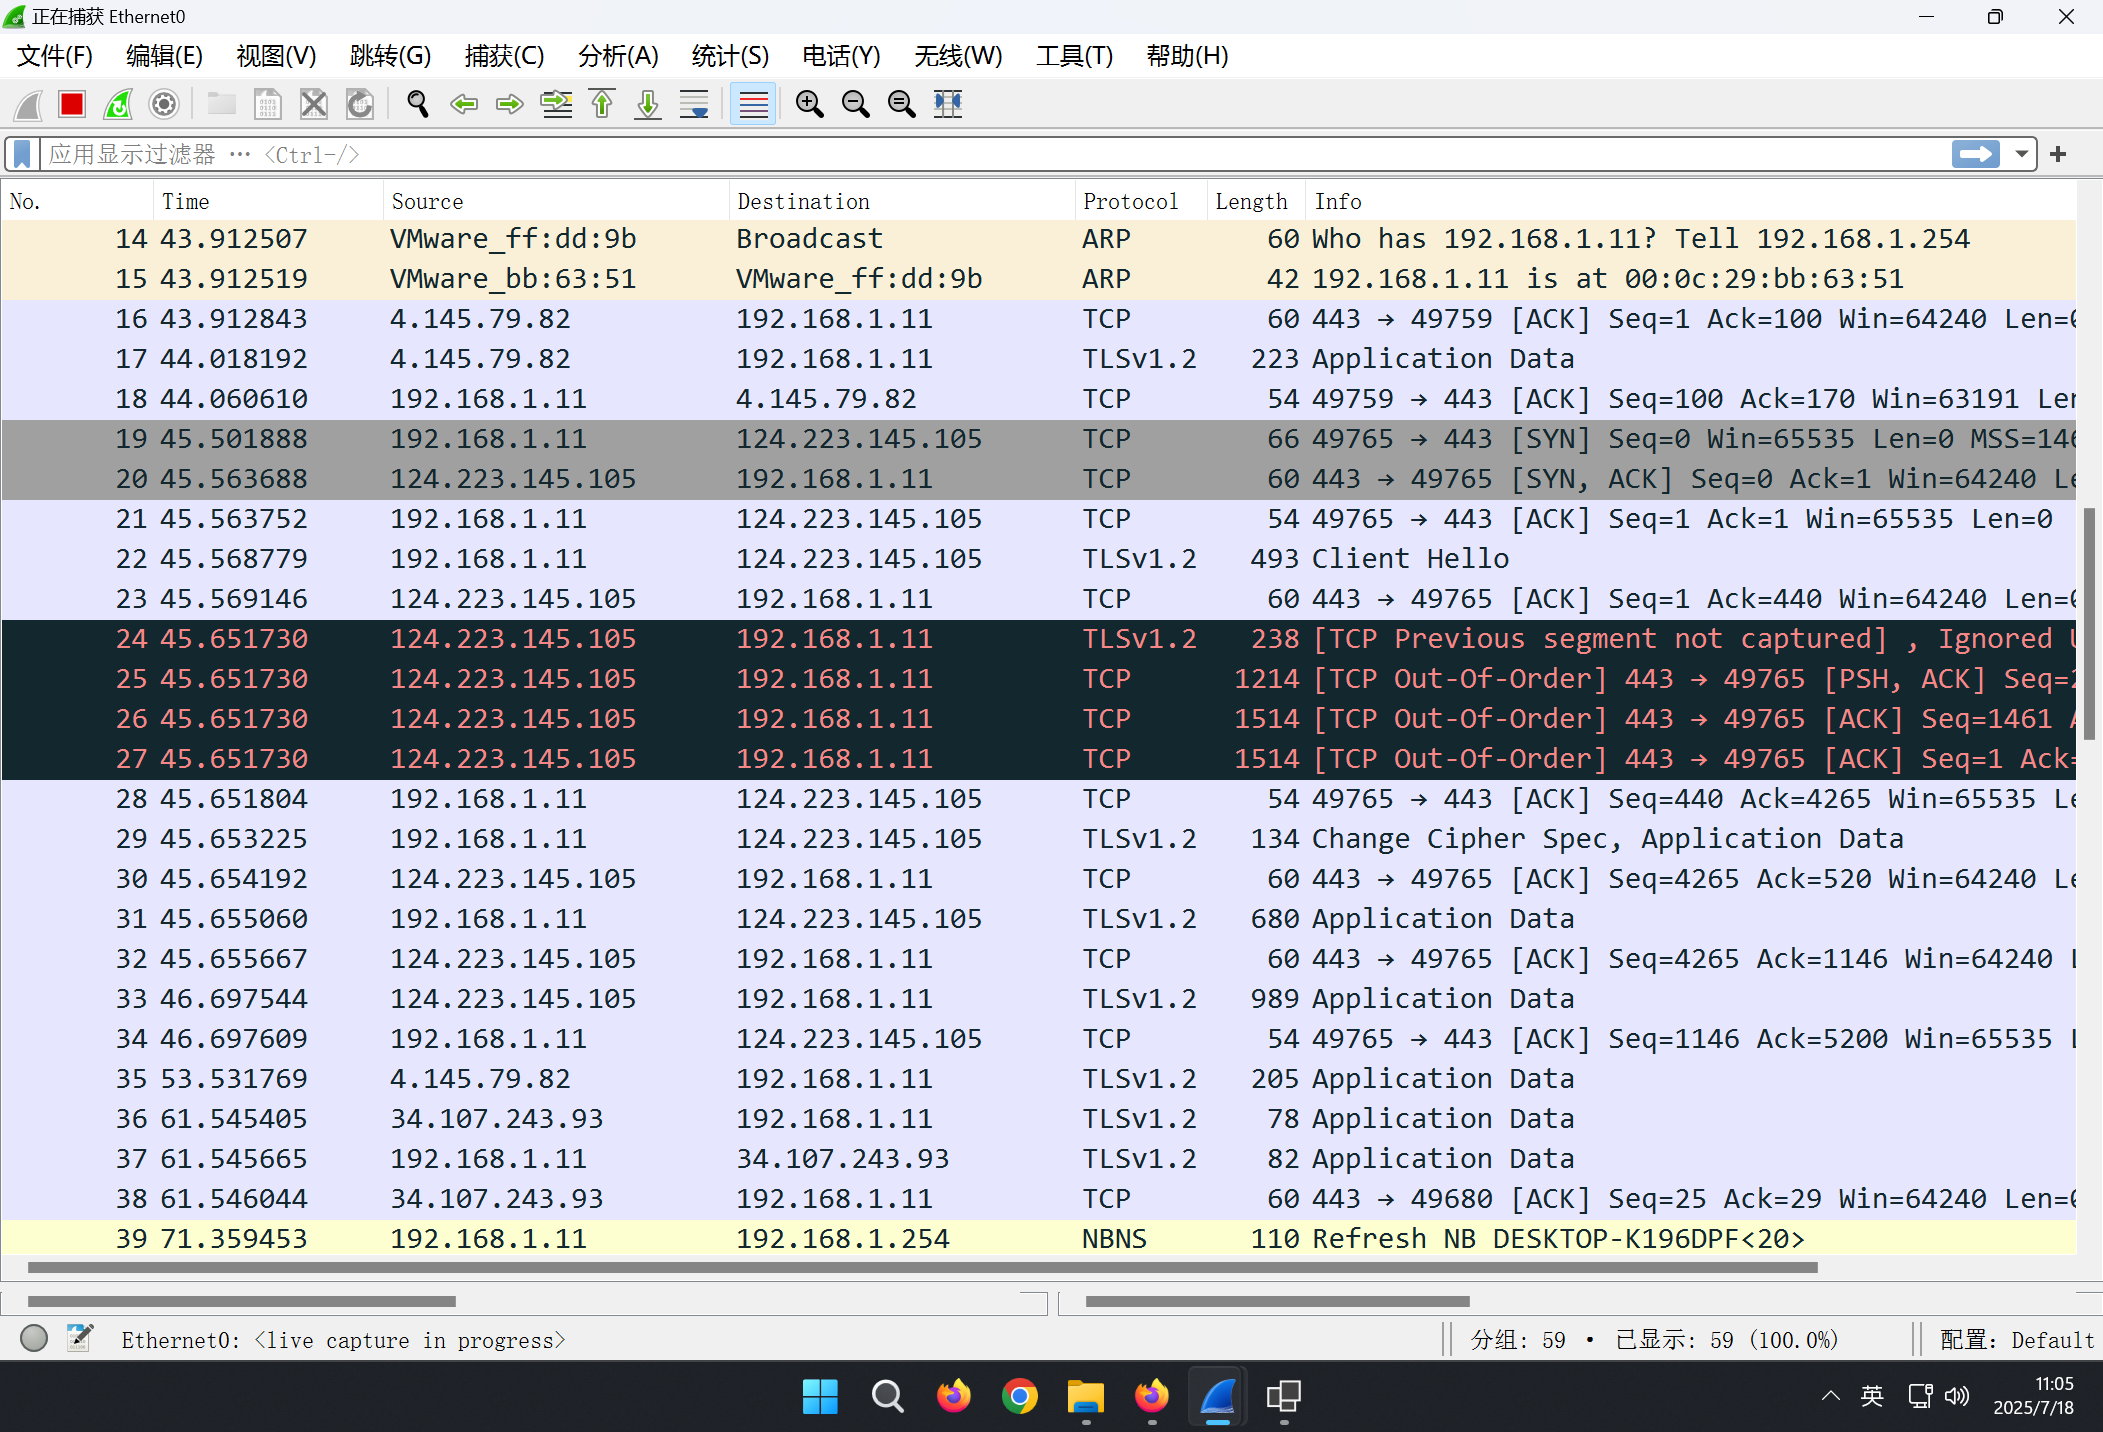 正在捕获 Ethernet0
文件(F) 编辑(E) 视图(V) 跳转(G) 捕获(C) 分析(A) 统计(S) 电话(Y) 无线(W) 工具(T) 帮助(H)
应用显示过滤器 … <Ctrl-/>
No. Time Source Destination Protocol Length Info
14 43.912507 VMware_ff:dd:9b Broadcast ARP 60 Who has 192.168.1.11? Tell 192.168.1.254
15 43.912519 VMware_bb:63:51 VMware_ff:dd:9b ARP 42 192.168.1.11 is at 00:0c:29:bb:63:51
16 43.912843 4.145.79.82 192.168.1.11 TCP 60 443 → 49759 [ACK] Seq=1 Ack=100 Win=64240 Len=0
17 44.018192 4.145.79.82 192.168.1.11 TLSv1.2 223 Application Data
18 44.060610 192.168.1.11 4.145.79.82 TCP 54 49759 → 443 [ACK] Seq=100 Ack=170 Win=63191 Len
19 45.501888 192.168.1.11 124.223.145.105 TCP 66 49765 → 443 [SYN] Seq=0 Win=65535 Len=0 MSS=146
20 45.563688 124.223.145.105 192.168.1.11 TCP 60 443 → 49765 [SYN, ACK] Seq=0 Ack=1 Win=64240 Le
21 45.563752 192.168.1.11 124.223.145.105 TCP 54 49765 → 443 [ACK] Seq=1 Ack=1 Win=65535 Len=0
22 45.568779 192.168.1.11 124.223.145.105 TLSv1.2 493 Client Hello
23 45.569146 124.223.145.105 192.168.1.11 TCP 60 443 → 49765 [ACK] Seq=1 Ack=440 Win=64240 Len=0
24 45.651730 124.223.145.105 192.168.1.11 TLSv1.2 238 [TCP Previous segment not captured] , Ignored U
25 45.651730 124.223.145.105 192.168.1.11 TCP 1214 [TCP Out-Of-Order] 443 → 49765 [PSH, ACK] Seq=2
26 45.651730 124.223.145.105 192.168.1.11 TCP 1514 [TCP Out-Of-Order] 443 → 49765 [ACK] Seq=1461 A
27 45.651730 124.223.145.105 192.168.1.11 TCP 1514 [TCP Out-Of-Order] 443 → 49765 [ACK] Seq=1 Ack=
28 45.651804 192.168.1.11 124.223.145.105 TCP 54 49765 → 443 [ACK] Seq=440 Ack=4265 Win=65535 Le
29 45.653225 192.168.1.11 124.223.145.105 TLSv1.2 134 Change Cipher Spec, Application Data
30 45.654192 124.223.145.105 192.168.1.11 TCP 60 443 → 49765 [ACK] Seq=4265 Ack=520 Win=64240 Le
31 45.655060 192.168.1.11 124.223.145.105 TLSv1.2 680 Application Data
32 45.655667 124.223.145.105 192.168.1.11 TCP 60 443 → 49765 [ACK] Seq=4265 Ack=1146 Win=64240 L
33 46.697544 124.223.145.105 192.168.1.11 TLSv1.2 989 Application Data
34 46.697609 192.168.1.11 124.223.145.105 TCP 54 49765 → 443 [ACK] Seq=1146 Ack=5200 Win=65535 L
35 53.531769 4.145.79.82 192.168.1.11 TLSv1.2 205 Application Data
36 61.545405 34.107.243.93 192.168.1.11 TLSv1.2 78 Application Data
37 61.545665 192.168.1.11 34.107.243.93 TLSv1.2 82 Application Data
38 61.546044 34.107.243.93 192.168.1.11 TCP 60 443 → 49680 [ACK] Seq=25 Ack=29 Win=64240 Len=0
39 71.359453 192.168.1.11 192.168.1.254 NBNS 110 Refresh NB DESKTOP-K196DPF<20>
Ethernet0: <live capture in progress> 分组: 59 • 已显示: 59 (100.0%) 配置: Default
英 11:05
2025/7/18